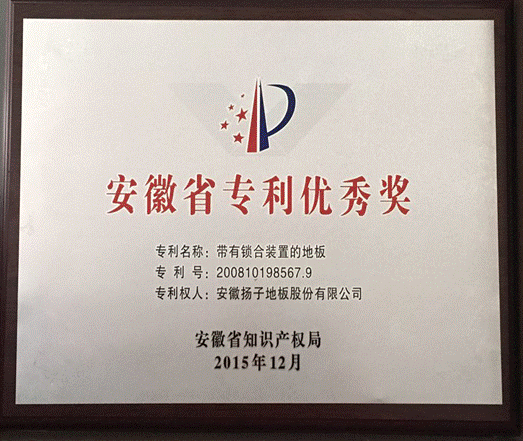 安徽省专利优秀奖
专利名称：带有锁合装置的地板
专 利 号：200810198567.9
专利权人：安徽扬子地板股份有限公司
安徽省知识产权局
2015年12月